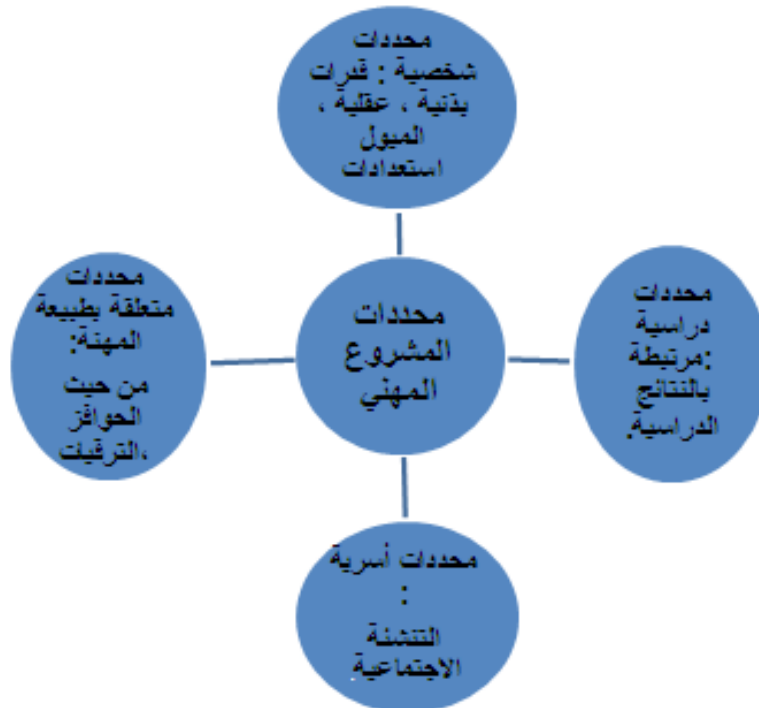 محددات
شخصية : قدرات
بدنية ، عقلية ،
الميول
استعدادات
محددات
دراسية
:مرتبطة
بالنتائج
الدراسية.
محددات
المشروع
المهني
محددات
متعلقة بطبيعة
المهنة:
من حيث
الحوافز
،الترقيات
محددات أسرية
:
التنشئة
الاجتماعية